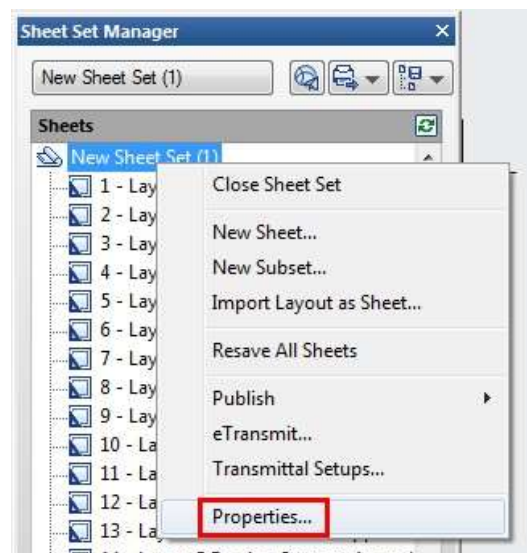 Sheet Set Manager
New Sheet Set (1)
Sheets
New Sheet Set (1)
1 - Lay
2 - Lay
3 - Lay
4 - Lay
5 - Lay
6 - Lay
7 - Lay
8 - Lay
9 - Lay
10 - La
11 - La
12 - La
13 - La
Close Sheet Set
New Sheet...
New Subset...
Import Layout as Sheet...
Resave All Sheets
Publish
eTransmit...
Transmittal Setups...
Properties...